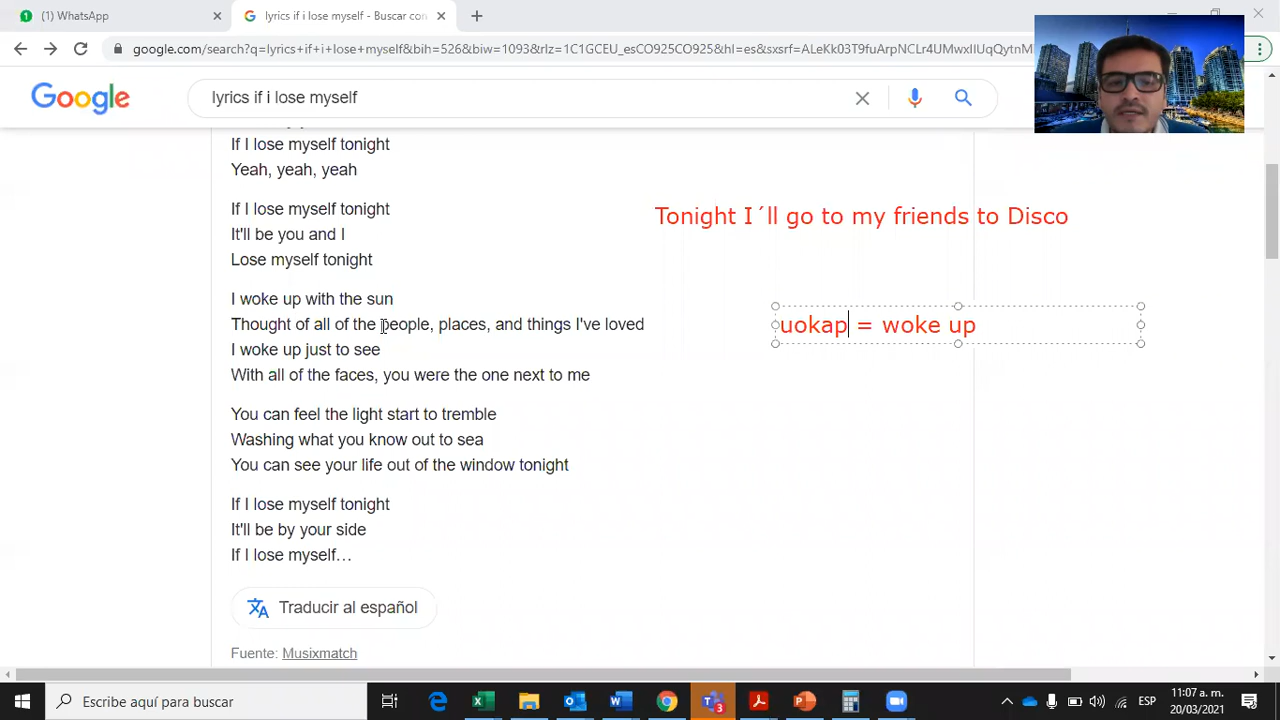 (1) WhatsApp
lyrics if i lose myself - Buscar con
google.com/search?q=lyrics+if+i+lose+myself&bih=526&biw=1093&rlz=1C1GCEU_esCO925CO925&hl=es&sxsrf=
Google
lyrics if i lose myself
If I lose myself tonight
Yeah, yeah, yeah
If I lose myself tonight
It'll be you and I
Lose myself tonight
I woke up with the sun
Thought of all of the people, places, and things I've loved
I woke up just to see
With all of the faces, you were the one next to me
You can feel the light start to tremble
Washing what you know out to sea
You can see your life out of the window tonight
If I lose myself tonight
It'll be by your side
If I lose myself…
Tonight I´ll go to my friends to Disco
uokap = woke up
Traducir al español
Fuente: Musixmatch
Escribe aquí para buscar
3
ESP
11:07 a. m.
20/03/2021